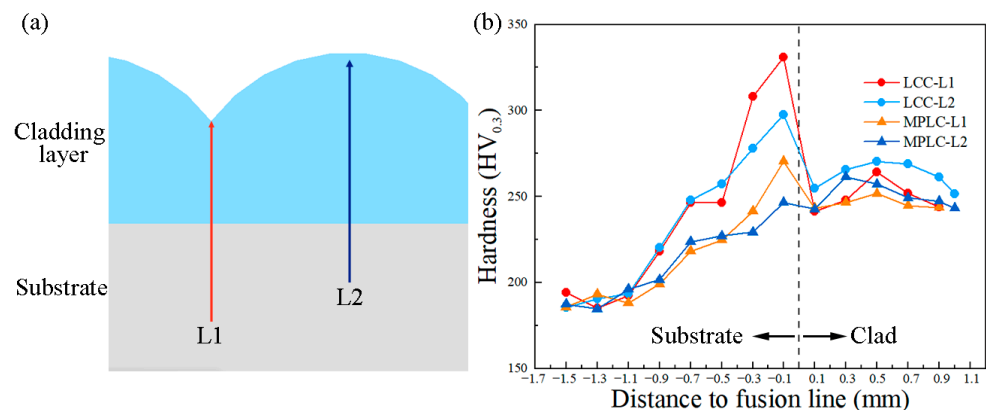 (a)
Cladding
layer
Substrate
L1
L2
(b)
Hardness (HV0.3)
350
300
250
200
150
LCC-L1
LCC-L2
MPLC-L1
MPLC-L2
Substrate
Clad
−1.7 −1.5 −1.3 −1.1 −0.9 −0.7 −0.5 −0.3 −0.1 0.1 0.3 0.5 0.7 0.9 1.1
Distance to fusion line (mm)